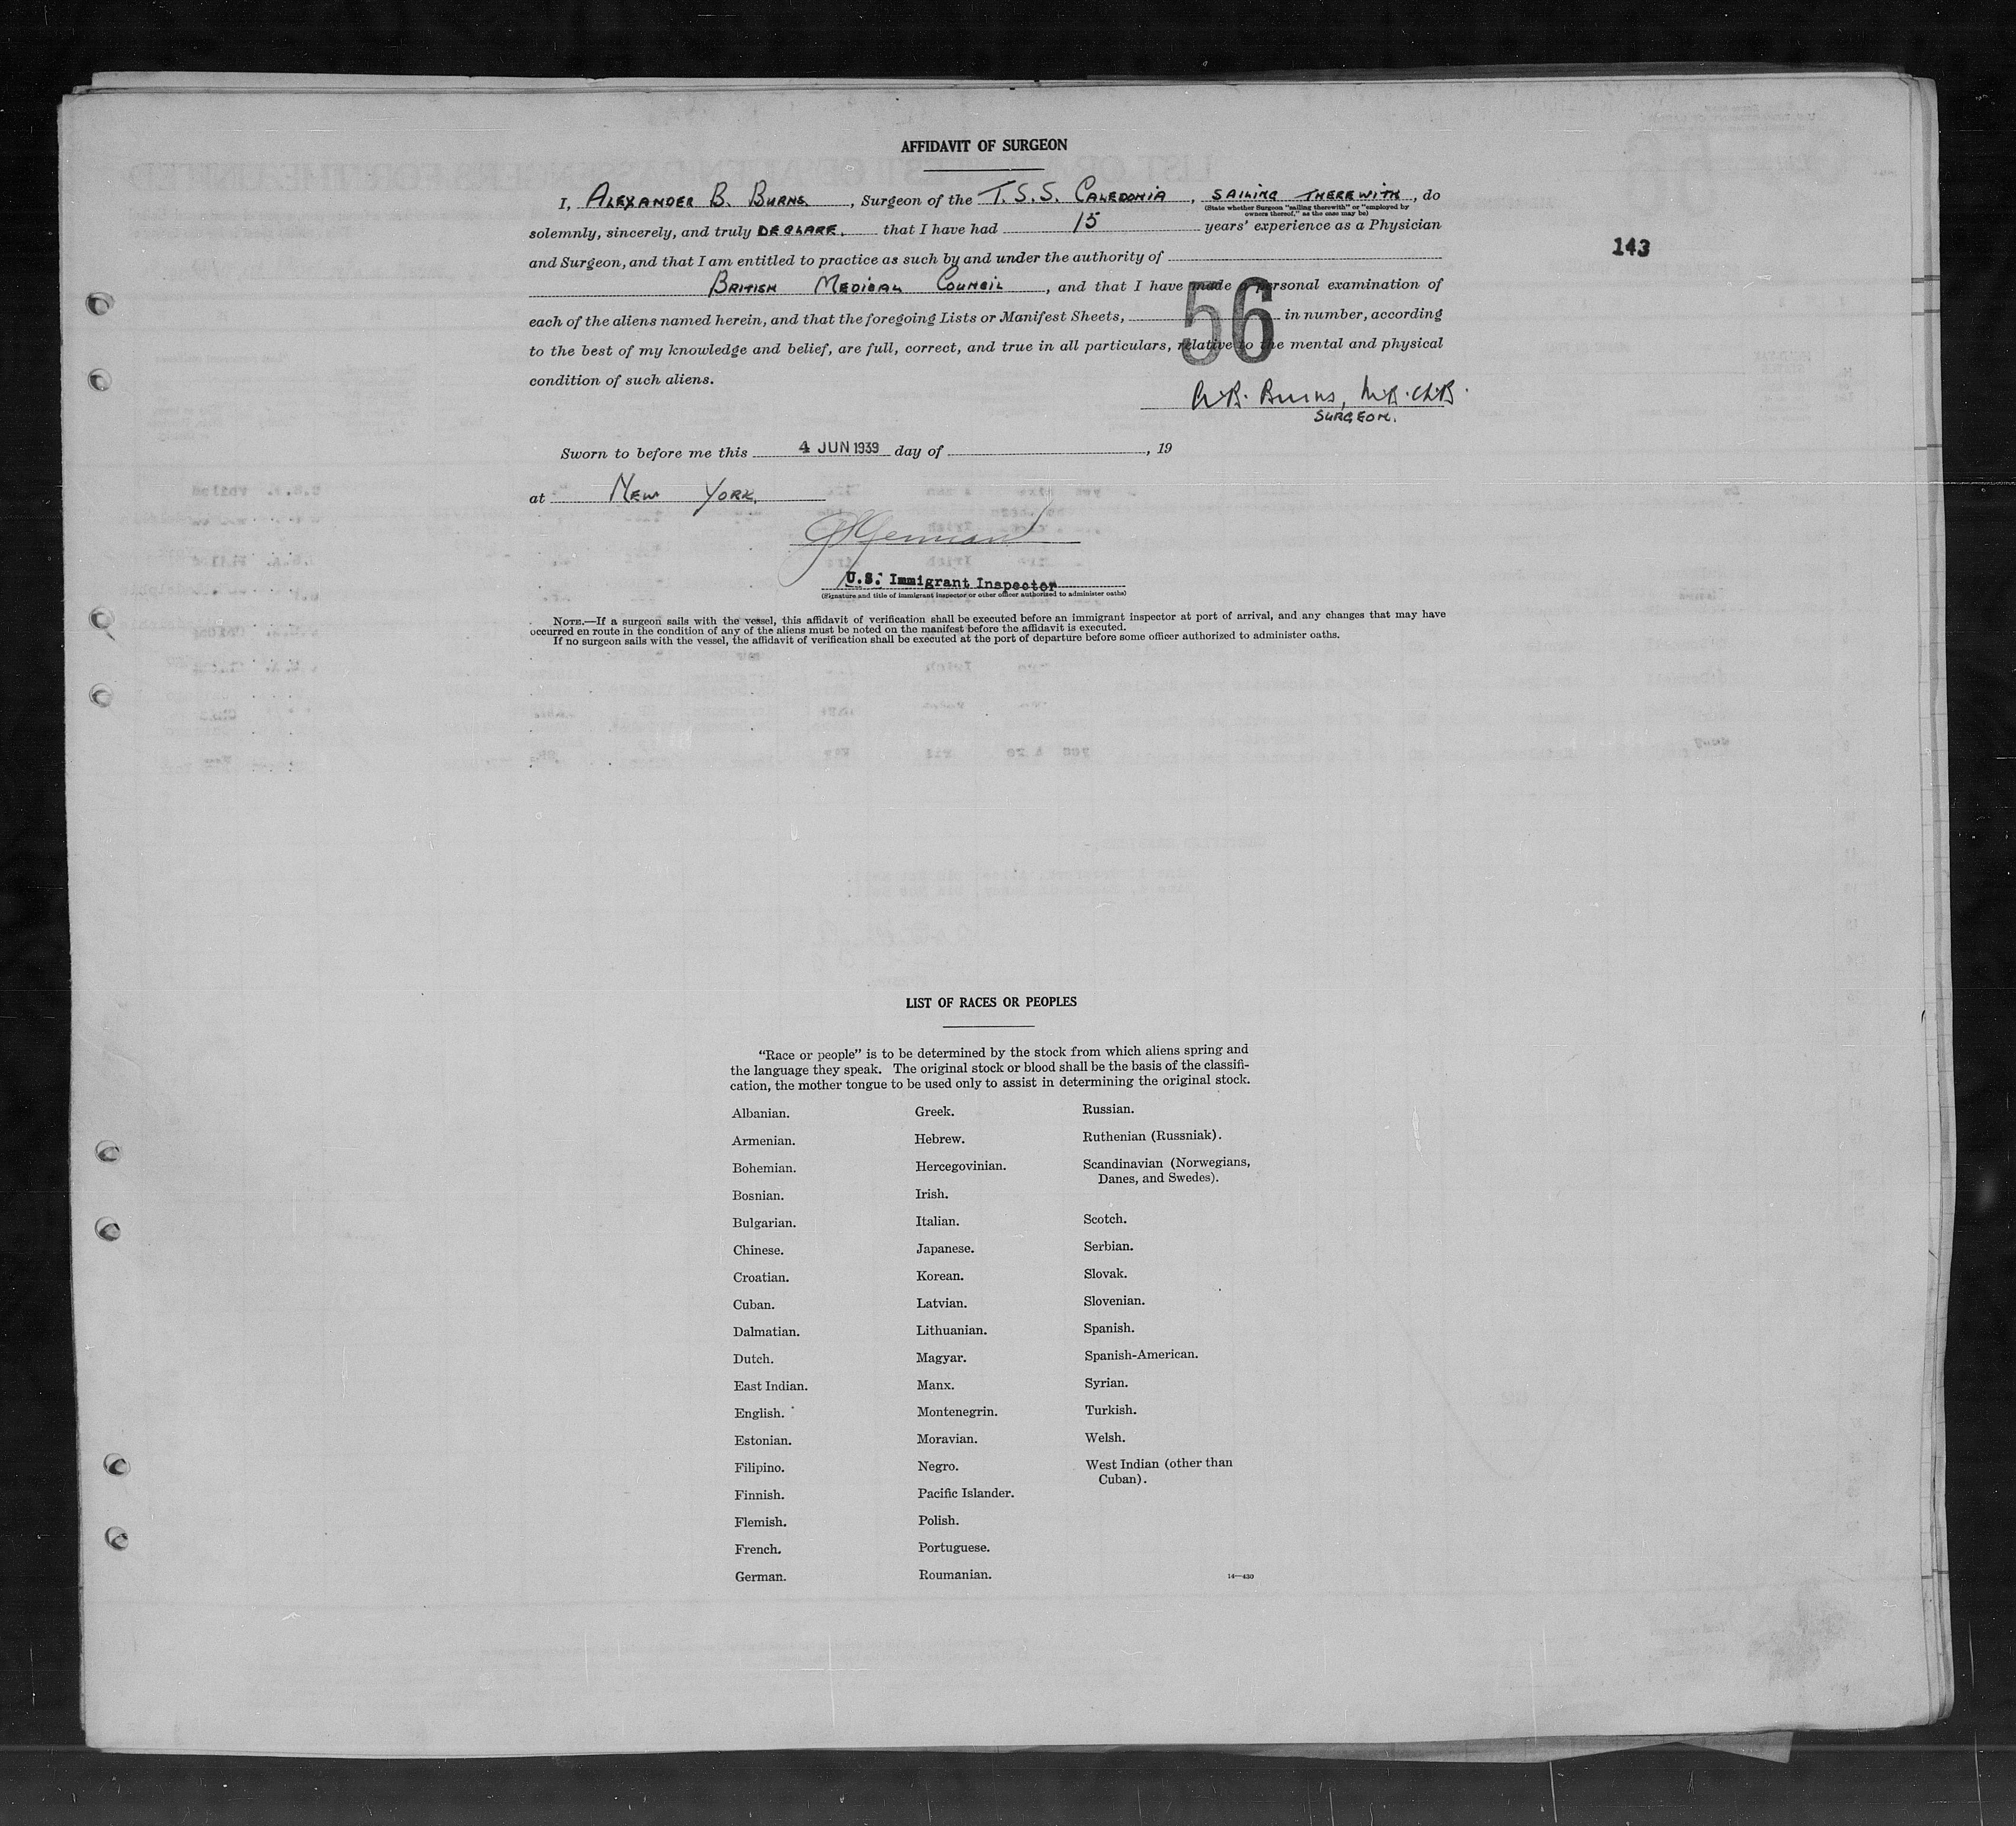 AFFIDAVIT OF SURGEON
I, ALEXANDER B. BURNS, Surgeon of the T.S.S. CALEDONIA, SAILING THEREWITH, do
(State whether Surgeon "sailing therewith" or "employed by
owners thereof," as the case may be)
solemnly, sincerely, and truly DECLARE. that I have had 15 years' experience as a Physician
143
and Surgeon, and that I am entitled to practice as such by and under the authority of
BRITISH MEDICAL COUNCIL, and that I have made a personal examination of
each of the aliens named herein, and that the foregoing Lists or Manifest Sheets, in number, according
56
to the best of my knowledge and belief, are full, correct, and true in all particulars, relative to the mental and physical
condition of such aliens.
A.B. Burns, M.B. Ch.B.
SURGEON.
Sworn to before me this 4 JUN 1939 day of , 19
at NEW YORK.
U.S. Immigrant Inspector
(Signature and title of immigrant inspector or other officer authorized to administer oaths)
NOTE.—If a surgeon sails with the vessel, this affidavit of verification shall be executed before an immigrant inspector at port of arrival, and any changes that may have
occurred en route in the condition of any of the aliens must be noted on the manifest before the affidavit is executed.
If no surgeon sails with the vessel, the affidavit of verification shall be executed at the port of departure before some officer authorized to administer oaths.
LIST OF RACES OR PEOPLES
"Race or people" is to be determined by the stock from which aliens spring and
the language they speak. The original stock or blood shall be the basis of the classifi-
cation, the mother tongue to be used only to assist in determining the original stock.
Albanian.
Armenian.
Bohemian.
Bosnian.
Bulgarian.
Chinese.
Croatian.
Cuban.
Dalmatian.
Dutch.
East Indian.
English.
Estonian.
Filipino.
Finnish.
Flemish.
French.
German.
Greek.
Hebrew.
Hercegovinian.
Irish.
Italian.
Japanese.
Korean.
Latvian.
Lithuanian.
Magyar.
Manx.
Montenegrin.
Moravian.
Negro.
Pacific Islander.
Polish.
Portuguese.
Roumanian.
Russian.
Ruthenian (Russniak).
Scandinavian (Norwegians,
Danes, and Swedes).
Scotch.
Serbian.
Slovak.
Slovenian.
Spanish.
Spanish-American.
Syrian.
Turkish.
Welsh.
West Indian (other than
Cuban).
14—430